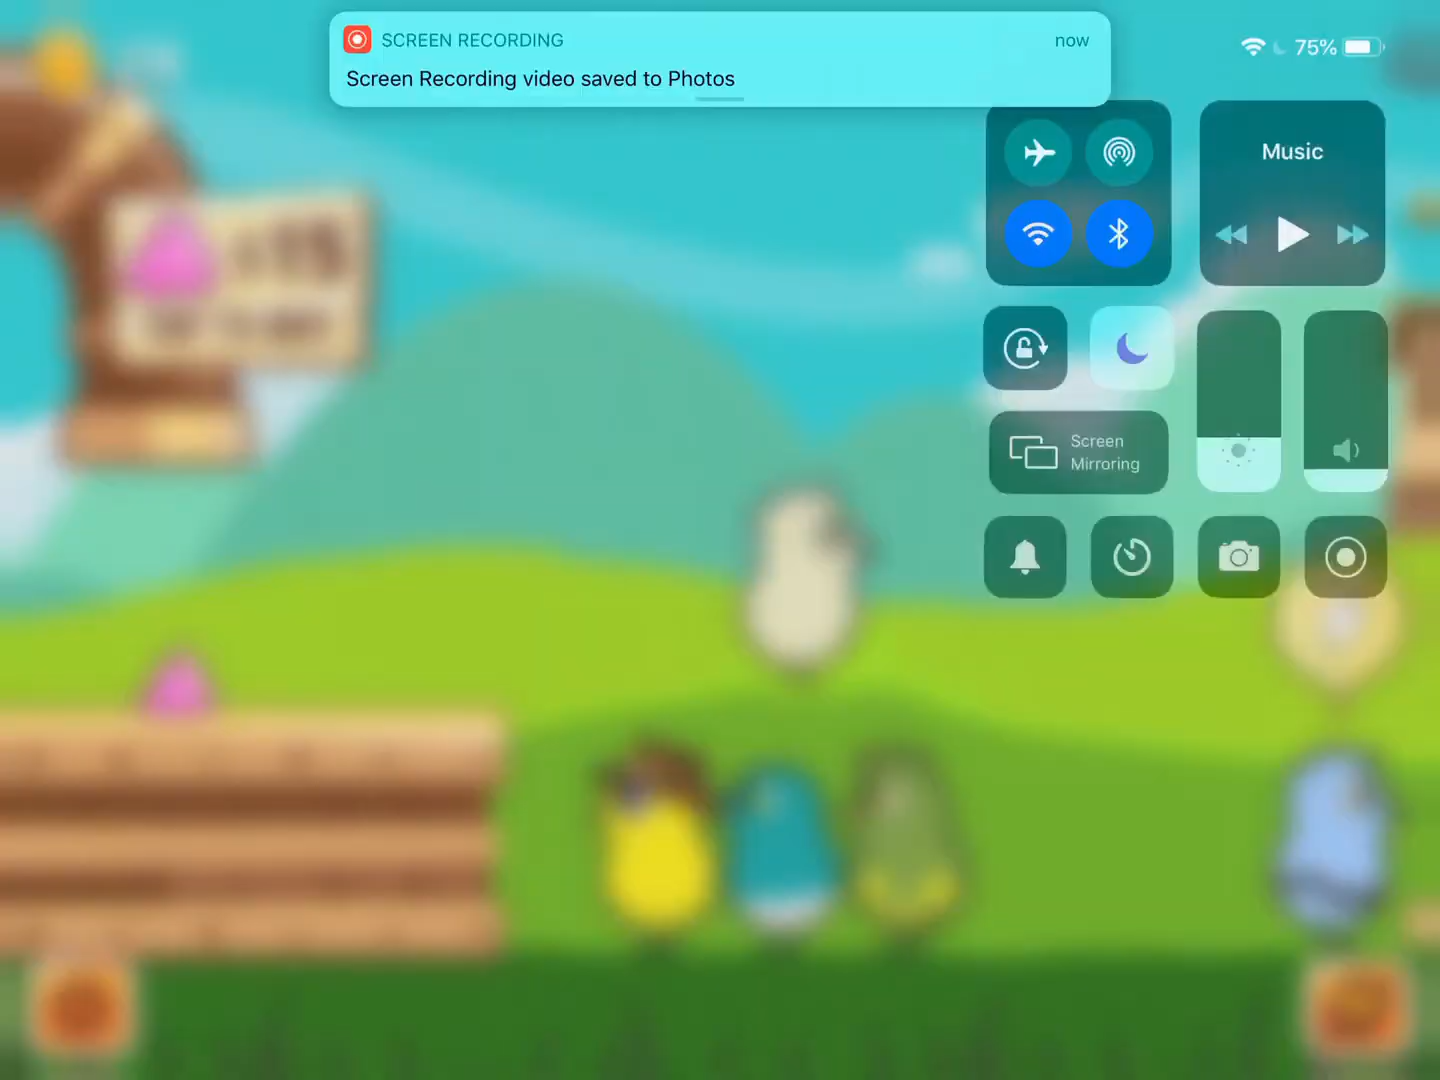 SCREEN RECORDING
now
Screen Recording video saved to Photos
75%
Music
Screen
Mirroring